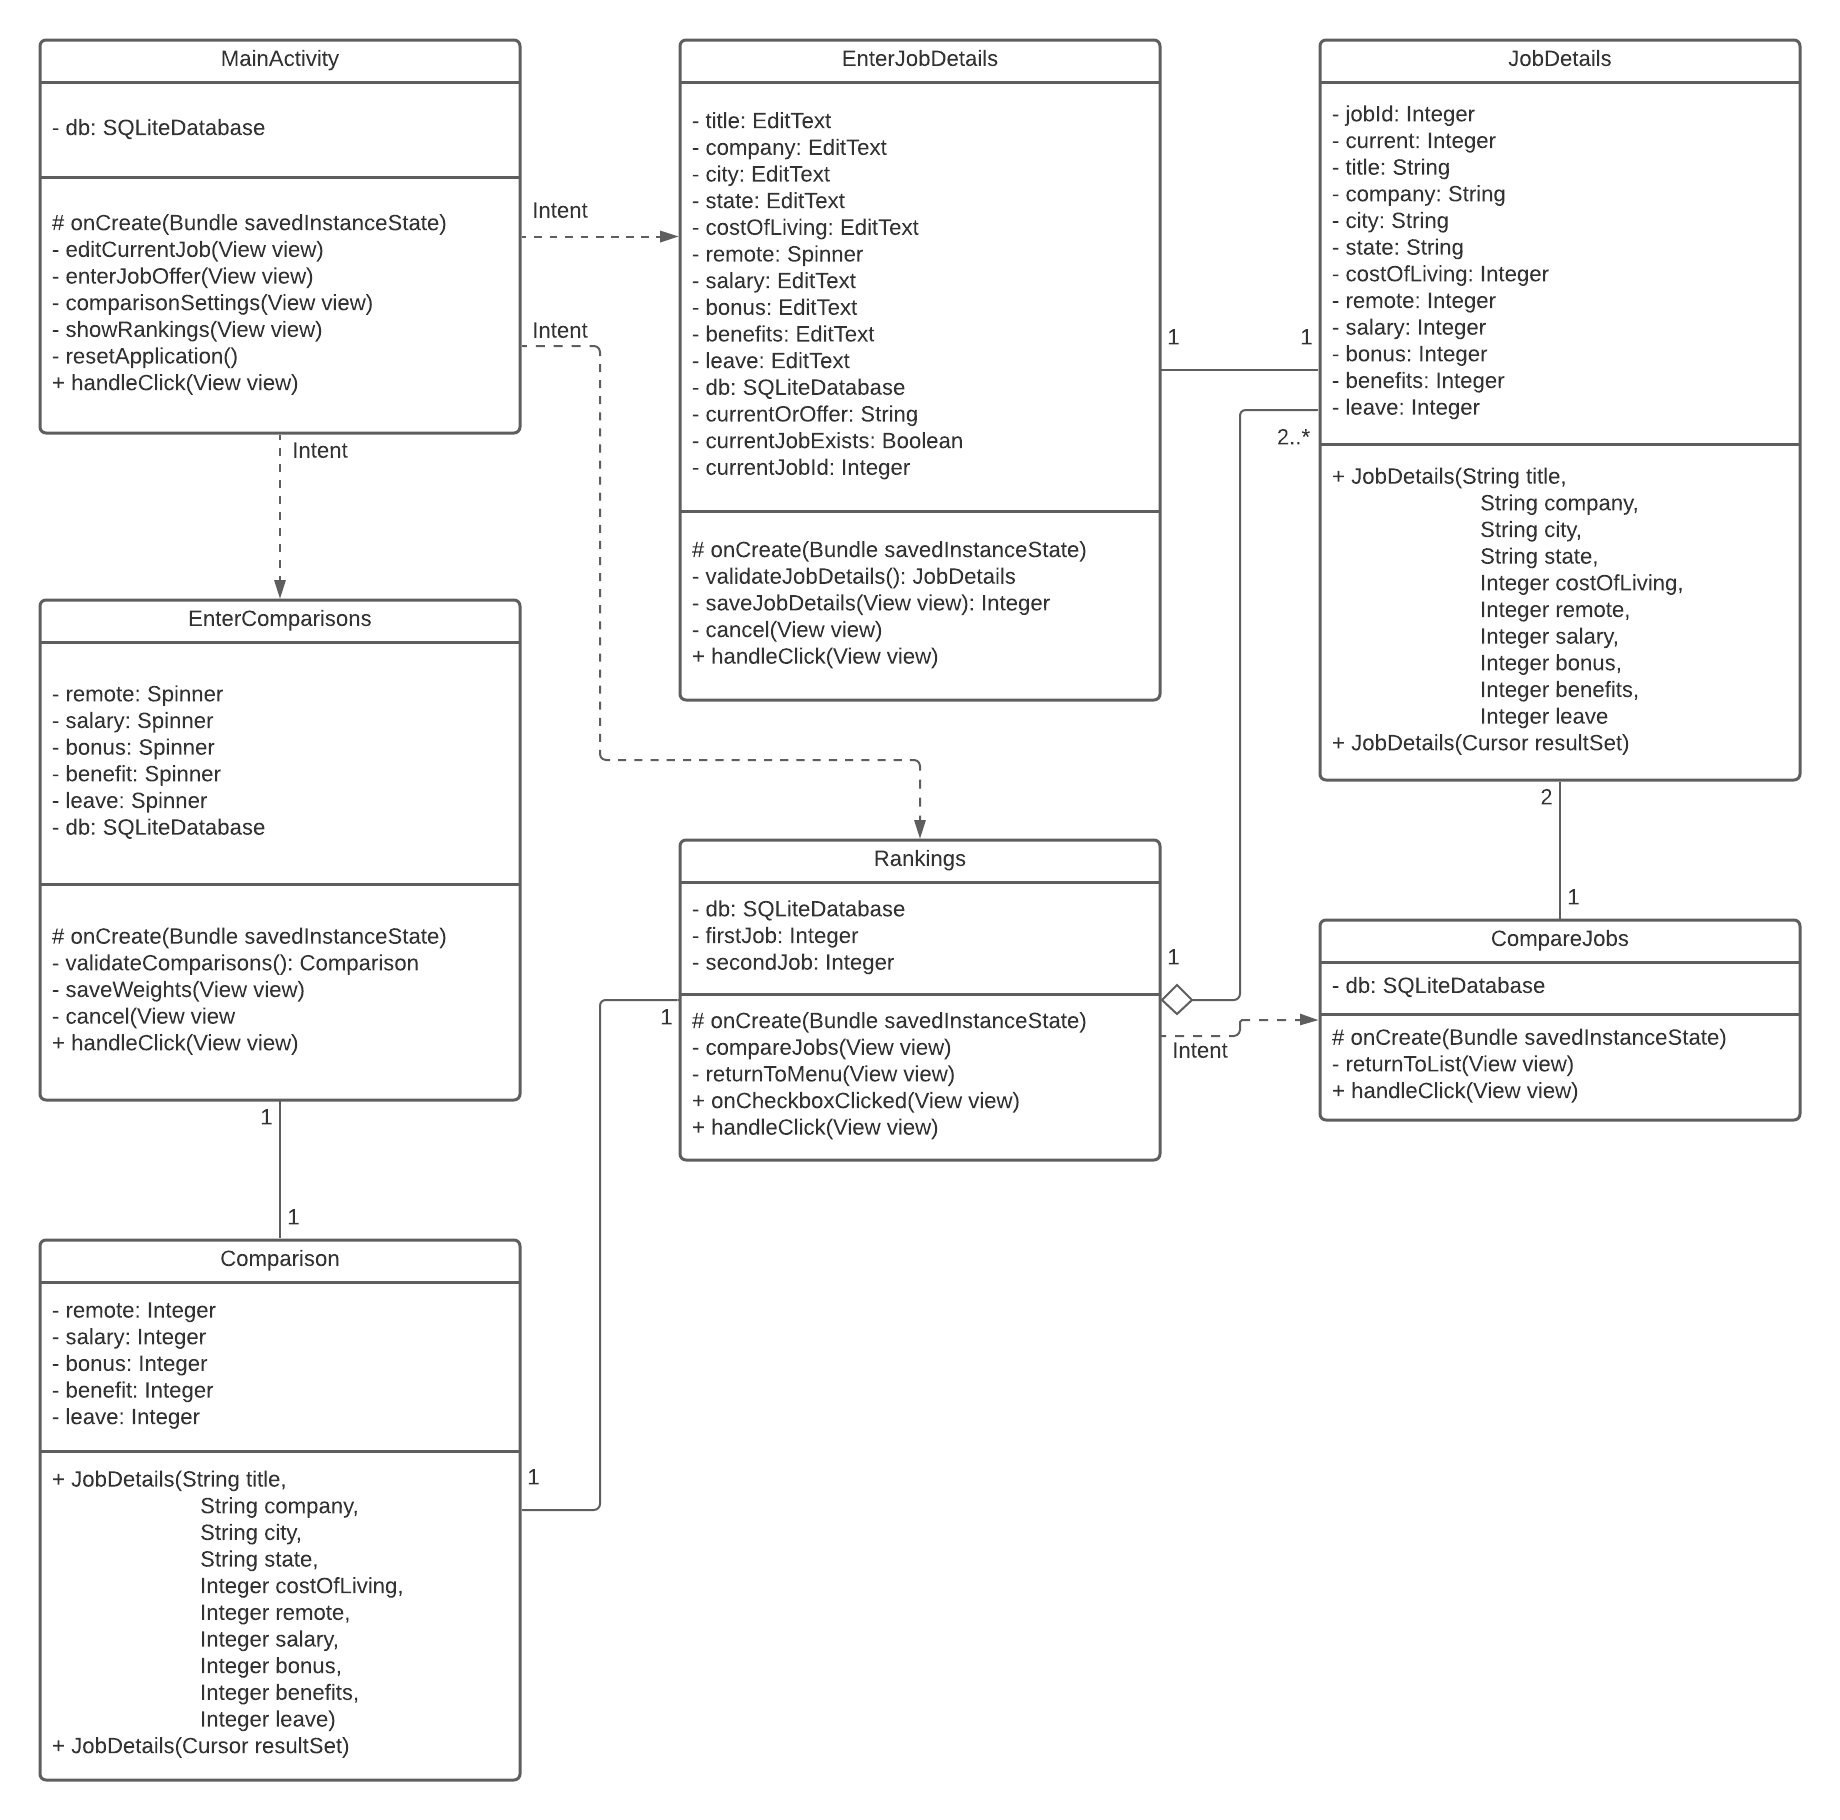 MainActivity
- db: SQLiteDatabase
# onCreate(Bundle savedInstanceState)
- editCurrentJob(View view)
- enterJobOffer(View view)
- comparisonSettings(View view)
- showRankings(View view)
- resetApplication()
+ handleClick(View view)
Intent
Intent
Intent
EnterJobDetails
- title: EditText
- company: EditText
- city: EditText
- state: EditText
- costOfLiving: EditText
- remote: Spinner
- salary: EditText
- bonus: EditText
- benefits: EditText
- leave: EditText
- db: SQLiteDatabase
- currentOrOffer: String
- currentJobExists: Boolean
- currentJobId: Integer
# onCreate(Bundle savedInstanceState)
- validateJobDetails(): JobDetails
- saveJobDetails(View view): Integer
- cancel(View view)
+ handleClick(View view)
1
1
2..*
JobDetails
- jobId: Integer
- current: Integer
- title: String
- company: String
- city: String
- state: String
- costOfLiving: Integer
- remote: Integer
- salary: Integer
- bonus: Integer
- benefits: Integer
- leave: Integer
+ JobDetails(String title,
String company,
String city,
String state,
Integer costOfLiving,
Integer remote,
Integer salary,
Integer bonus,
Integer benefits,
Integer leave
+ JobDetails(Cursor resultSet)
2
1
EnterComparisons
- remote: Spinner
- salary: Spinner
- bonus: Spinner
- benefit: Spinner
- leave: Spinner
- db: SQLiteDatabase
# onCreate(Bundle savedInstanceState)
- validateComparisons(): Comparison
- saveWeights(View view)
- cancel(View view
+ handleClick(View view)
1
1
Rankings
- db: SQLiteDatabase
- firstJob: Integer
- secondJob: Integer
# onCreate(Bundle savedInstanceState)
- compareJobs(View view)
- returnToMenu(View view)
+ onCheckboxClicked(View view)
+ handleClick(View view)
1
1
Intent
CompareJobs
- db: SQLiteDatabase
# onCreate(Bundle savedInstanceState)
- returnToList(View view)
+ handleClick(View view)
Comparison
- remote: Integer
- salary: Integer
- bonus: Integer
- benefit: Integer
- leave: Integer
+ JobDetails(String title,
String company,
String city,
String state,
Integer costOfLiving,
Integer remote,
Integer salary,
Integer bonus,
Integer benefits,
Integer leave)
+ JobDetails(Cursor resultSet)
1